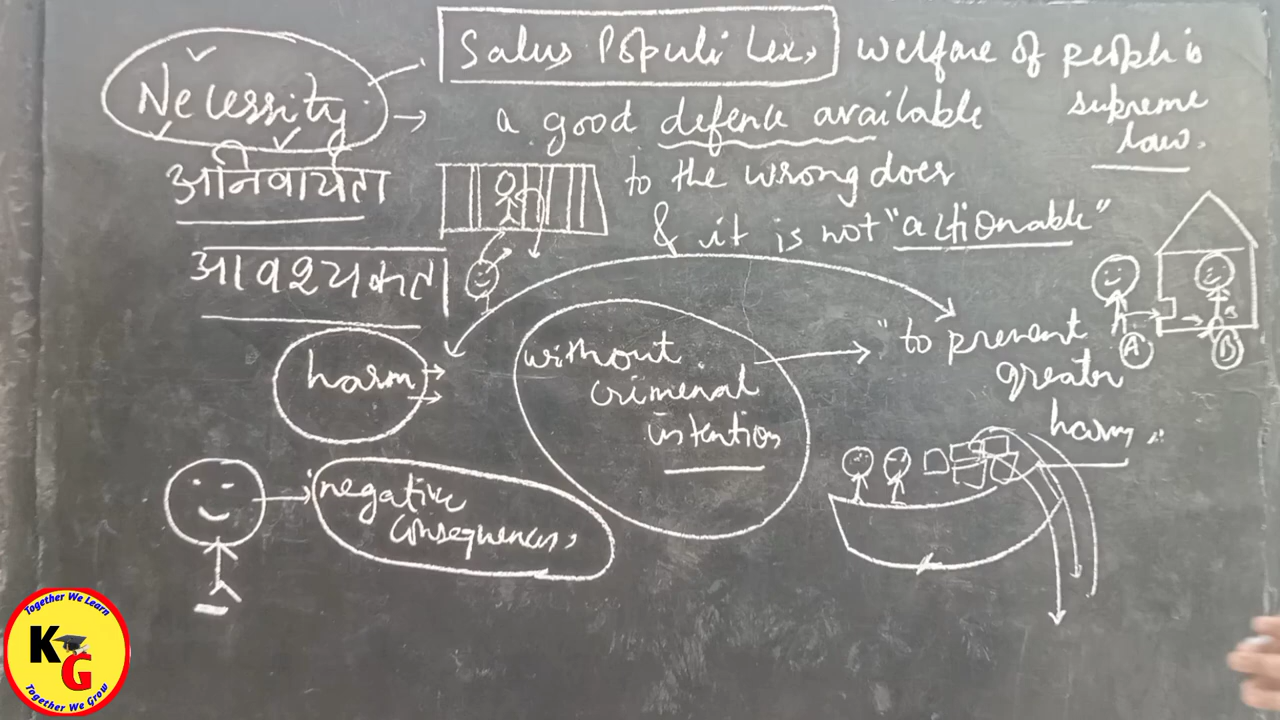 Necessity
अनिवार्यता
आवश्यकता
Salus Populi Lex, welfare of people is
supreme
law.
a good defence available
to the wrong doer
& it is not "actionable"
harm
without
crimenal
intention
"to prevent
greater
harm."
A
B
negative
consequences,
Together We Learn
KG
Together We Grow